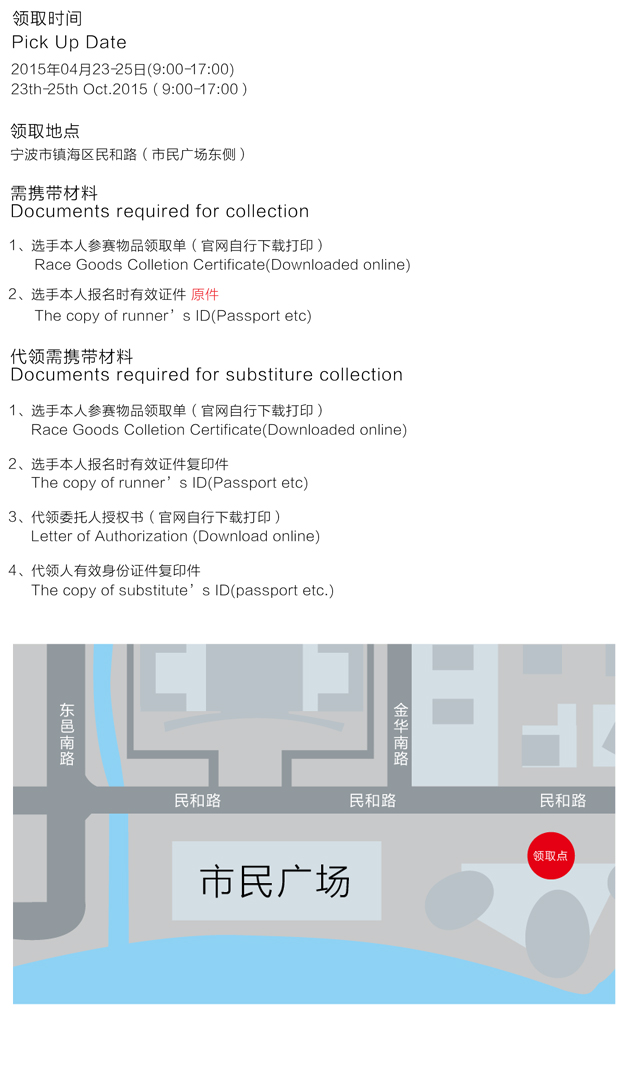 领取时间
Pick Up Date
2015年04月23-25日(9:00-17:00)
23th-25th Oct.2015（9:00-17:00）
领取地点
宁波市镇海区民和路（市民广场东侧）
需携带材料
Documents required for collection
1、选手本人参赛物品领取单（官网自行下载打印）
Race Goods Colletion Certificate(Downloaded online)
2、选手本人报名时有效证件 原件
The copy of runner’s ID(Passport etc)
代领需携带材料
Documents required for substiture collection
1、选手本人参赛物品领取单（官网自行下载打印）
Race Goods Colletion Certificate(Downloaded online)
2、选手本人报名时有效证件复印件
The copy of runner’s ID(Passport etc)
3、代领委托人授权书（官网自行下载打印）
Letter of Authorization (Download online)
4、代领人有效身份证件复印件
The copy of substitute’s ID(passport etc.)
东邑南路
金华南路
民和路
民和路
民和路
领取点
市民广场